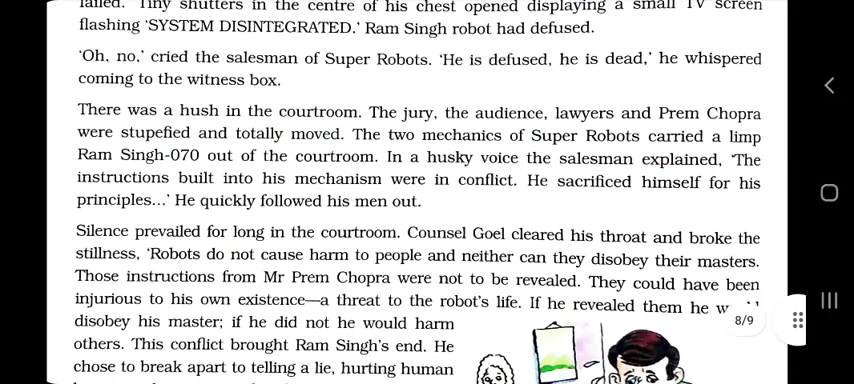 failed. Tiny shutters in the centre of his chest opened displaying a small TV screen
flashing ‘SYSTEM DISINTEGRATED.’ Ram Singh robot had defused.
‘Oh, no,’ cried the salesman of Super Robots. ‘He is defused, he is dead,’ he whispered
coming to the witness box.
There was a hush in the courtroom. The jury, the audience, lawyers and Prem Chopra
were stupefied and totally moved. The two mechanics of Super Robots carried a limp
Ram Singh-070 out of the courtroom. In a husky voice the salesman explained, ‘The
instructions built into his mechanism were in conflict. He sacrificed himself for his
principles...’ He quickly followed his men out.
Silence prevailed for long in the courtroom. Counsel Goel cleared his throat and broke the
stillness, ‘Robots do not cause harm to people and neither can they disobey their masters.
Those instructions from Mr Prem Chopra were not to be revealed. They could have been
injurious to his own existence—a threat to the robot’s life. If he revealed them he
disobey his master; if he did not he would harm
others. This conflict brought Ram Singh’s end. He
chose to break apart to telling a lie, hurting human
8/9